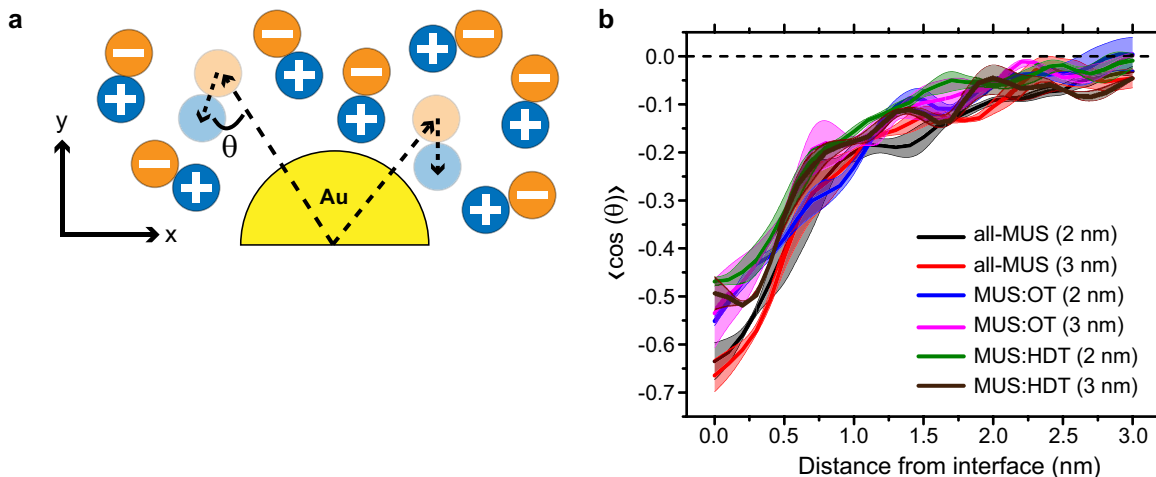 a
y
x
θ
Au
b
⟨cos (θ)⟩
0.0
-0.1
-0.2
-0.3
-0.4
-0.5
-0.6
-0.7
all-MUS (2 nm)
all-MUS (3 nm)
MUS:OT (2 nm)
MUS:OT (3 nm)
MUS:HDT (2 nm)
MUS:HDT (3 nm)
0.0 0.5 1.0 1.5 2.0 2.5 3.0
Distance from interface (nm)